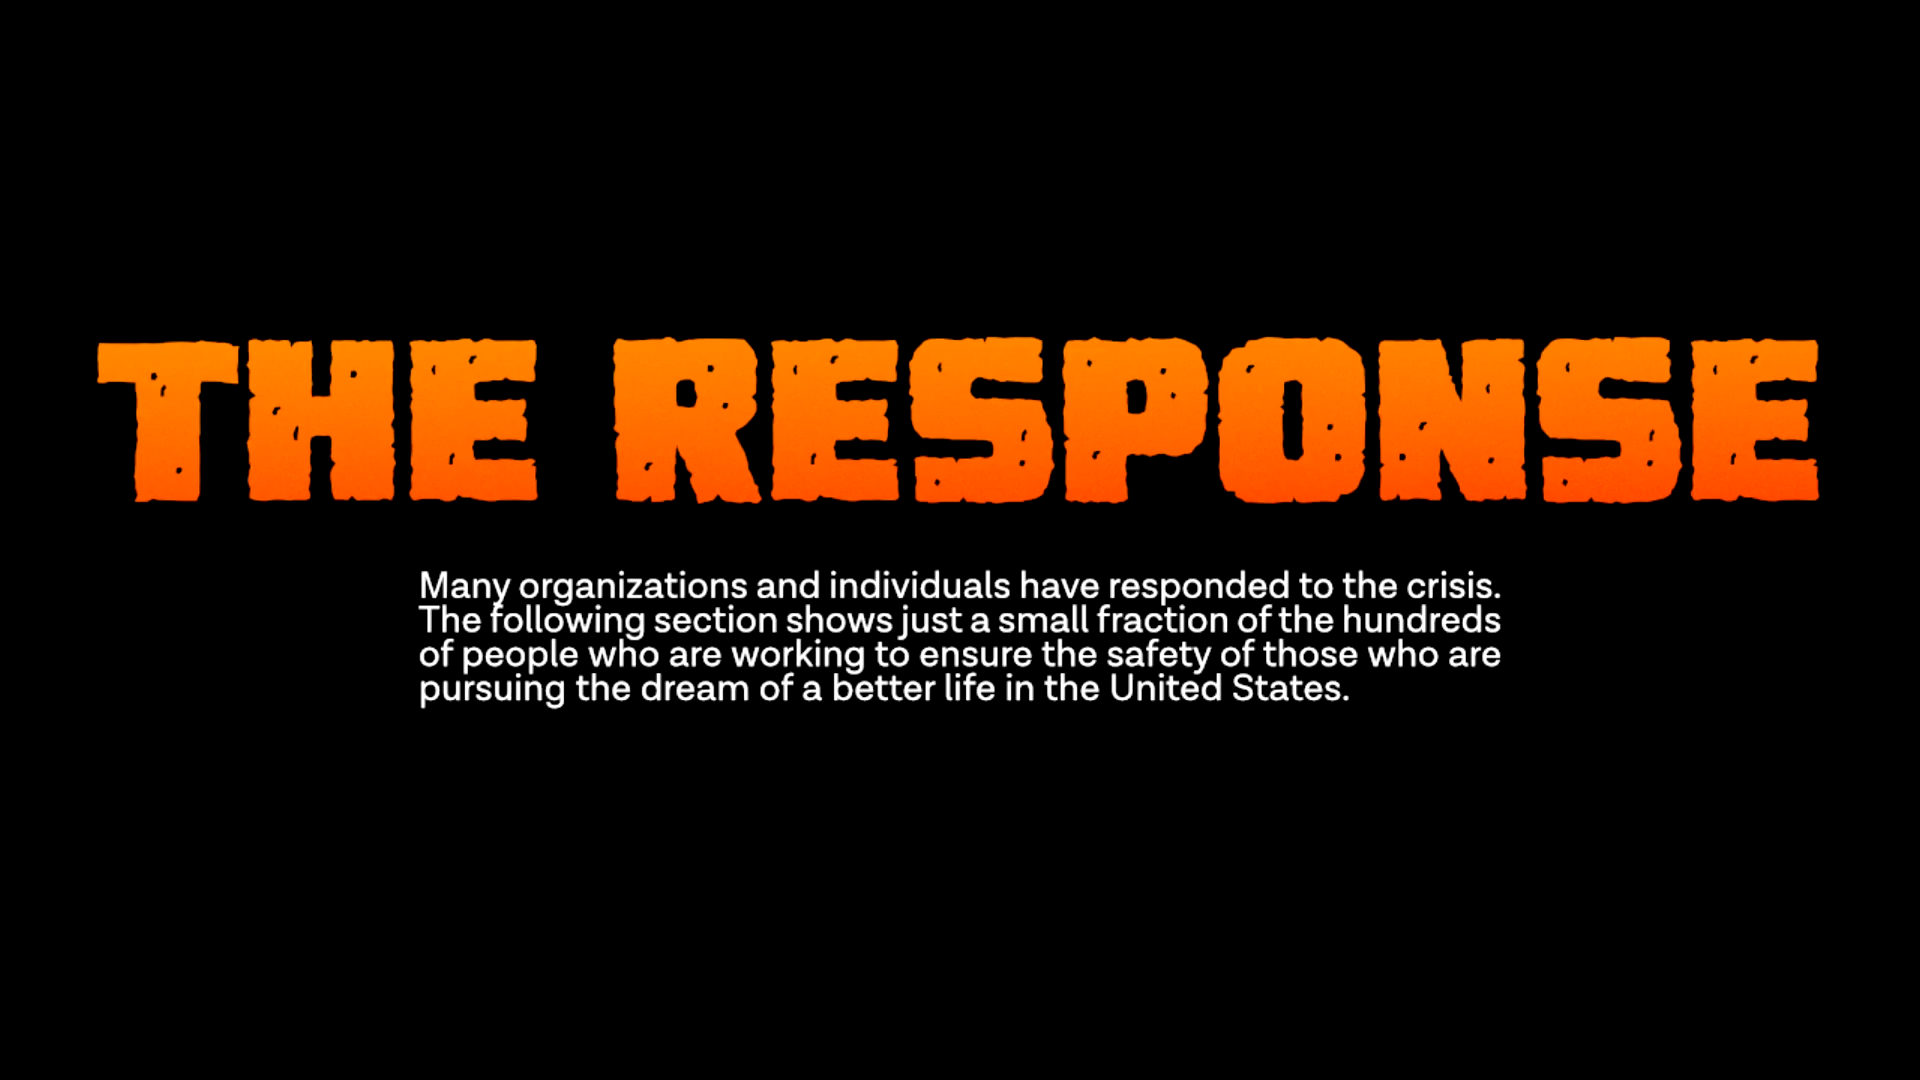 THE RESPONSE
Many organizations and individuals have responded to the crisis.
The following section shows just a small fraction of the hundreds
of people who are working to ensure the safety of those who are
pursuing the dream of a better life in the United States.